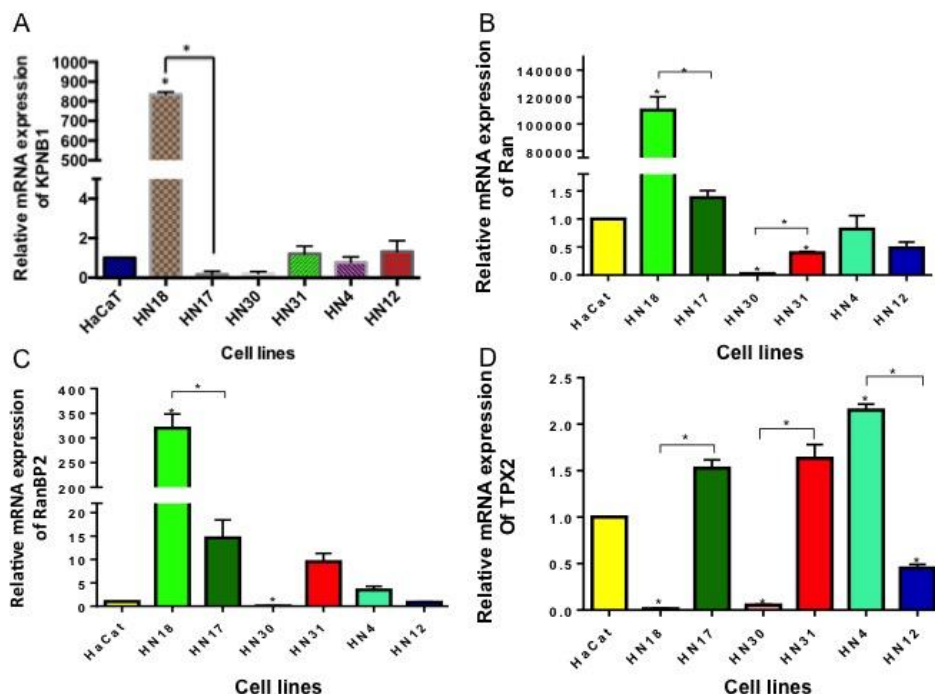 A
Relative mRNA expression
of KPNB1
1000
900
800
700
600
500
4
2
0
*
*
HaCaT
HN18
HN17
HN30
HN31
HN4
HN12
Cell lines
B
Relative mRNA expression
of Ran
140000
120000
100000
80000
1.5
1.0
0.5
0.0
*
*
*
*
*
HaCat
HN18
HN17
HN30
HN31
HN4
HN12
Cell lines
C
Relative mRNA expression
of RanBP2
400
350
300
250
200
20
15
10
5
0
*
*
*
HaCat
HN18
HN17
HN30
HN31
HN4
HN12
Cell lines
D
Relative mRNA expression
Of TPX2
2.5
2.0
1.5
1.0
0.5
0.0
*
*
*
*
*
*
*
HaCat
HN18
HN17
HN30
HN31
HN4
HN12
Cell lines